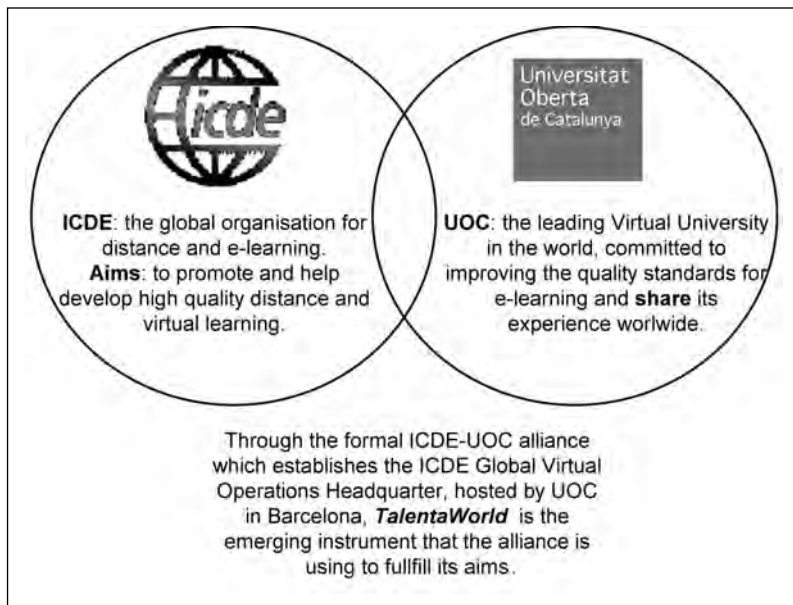 icde
ICDE: the global organisation for
distance and e-learning.
Aims: to promote and help
develop high quality distance and
virtual learning.
Universitat
Oberta
de Catalunya
UOC: the leading Virtual University
in the world, committed to
improving the quality standards for
e-learning and share its
experience worlwide.
Through the formal ICDE-UOC alliance
which establishes the ICDE Global Virtual
Operations Headquarter, hosted by UOC
in Barcelona, TalentaWorld is the
emerging instrument that the alliance is
using to fullfill its aims.